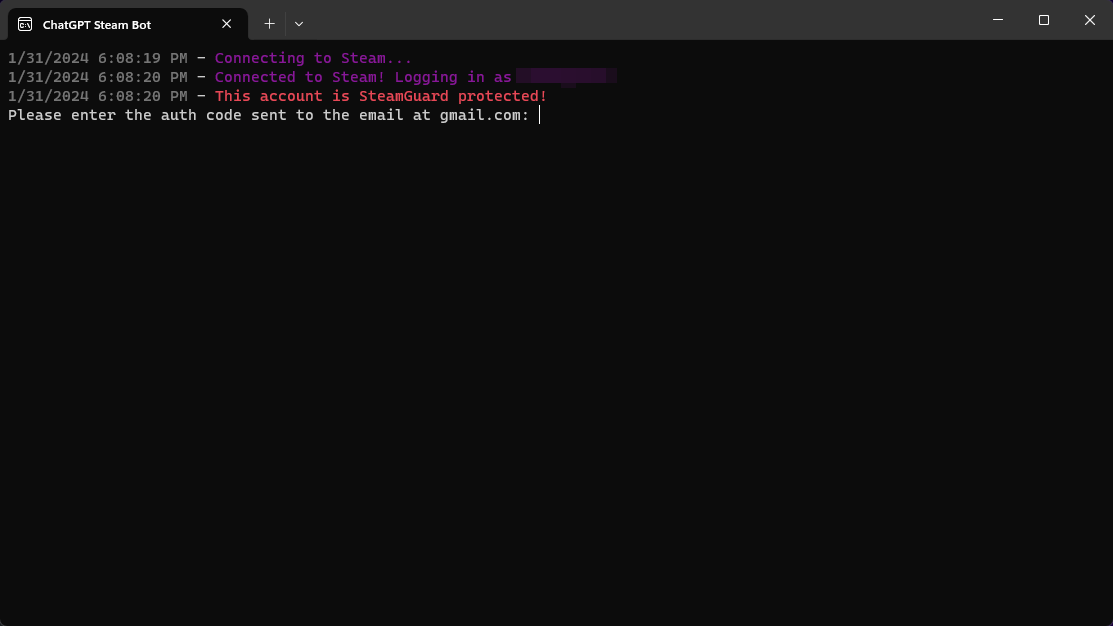 ChatGPT Steam Bot
1/31/2024 6:08:19 PM – Connecting to Steam...
1/31/2024 6:08:20 PM – Connected to Steam! Logging in as
1/31/2024 6:08:20 PM – This account is SteamGuard protected!
Please enter the auth code sent to the email at gmail.com: